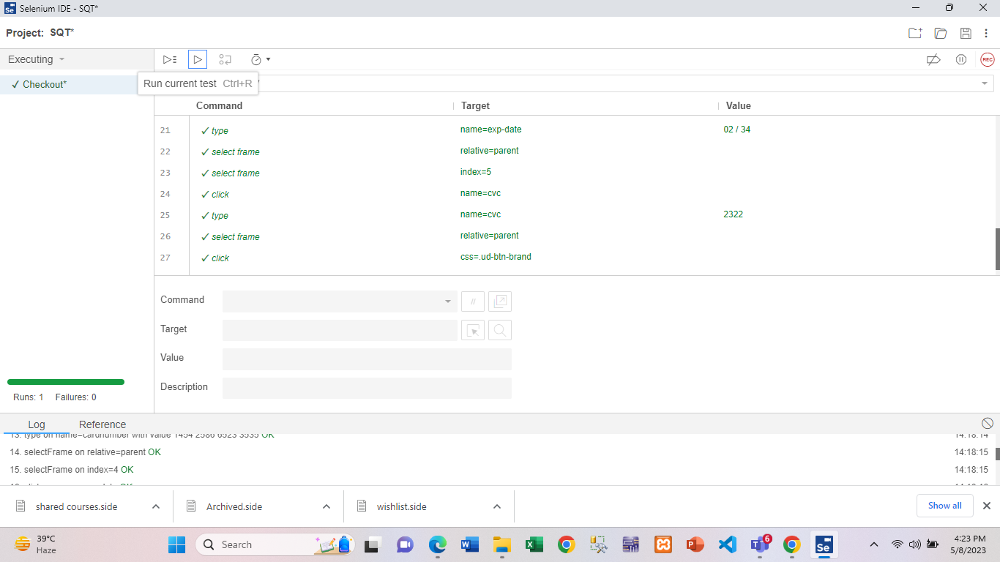 Selenium IDE - SQT*
Project: SQT*
Executing
✓ Checkout*
Run current test Ctrl+R
REC
Command Target Value
21 ✓ type name=exp-date 02 / 34
22 ✓ select frame relative=parent
23 ✓ select frame index=5
24 ✓ click name=cvc
25 ✓ type name=cvc 2322
26 ✓ select frame relative=parent
27 ✓ click css=.ud-btn-brand
Command //
Target
Value
Description
Runs: 1 Failures: 0
Log Reference
13. type on name=cardnumber with value 1454 2586 6523 3535 OK 14:18:14
14. selectFrame on relative=parent OK 14:18:15
15. selectFrame on index=4 OK 14:18:15
shared courses.side Archived.side wishlist.side Show all
39°C
Haze
Search
6
Se
4:23 PM
5/8/2023